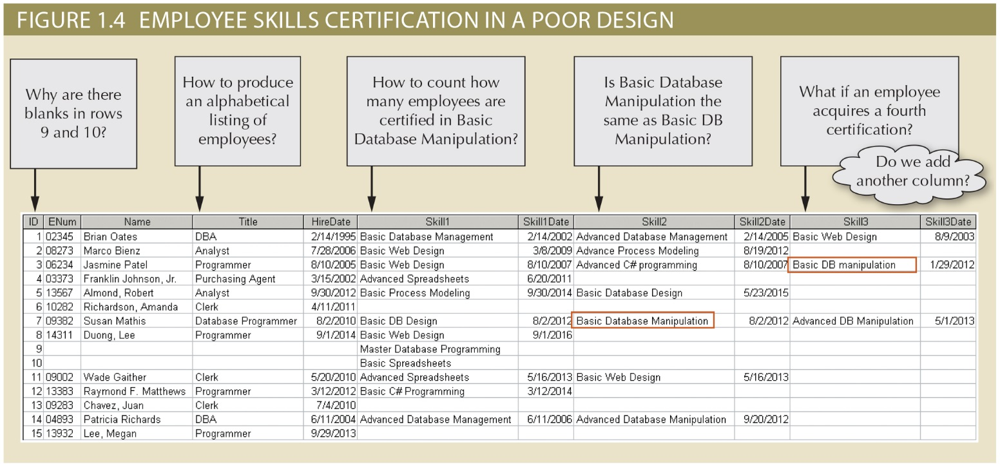 FIGURE 1.4 EMPLOYEE SKILLS CERTIFICATION IN A POOR DESIGN
Why are there
blanks in rows
9 and 10?
How to produce
an alphabetical
listing of
employees?
How to count how
many employees are
certified in Basic
Database Manipulation?
Is Basic Database
Manipulation the
same as Basic DB
Manipulation?
What if an employee
acquires a fourth
certification?
Do we add
another column?
ID ENum Name Title HireDate Skill1 Skill1Date Skill2 Skill2Date Skill3 Skill3Date
1 02345 Brian Oates DBA 2/14/1995 Basic Database Management 2/14/2002 Advanced Database Management 2/14/2005 Basic Web Design 8/9/2003
2 08273 Marco Bienz Analyst 7/28/2006 Basic Web Design 3/8/2009 Advance Process Modeling 8/19/2012
3 06234 Jasmine Patel Programmer 8/10/2005 Basic Web Design 8/10/2007 Advanced C# programming 8/10/2007 Basic DB manipulation 1/29/2012
4 03373 Franklin Johnson, Jr. Purchasing Agent 3/15/2002 Advanced Spreadsheets 6/20/2011
5 13567 Almond, Robert Analyst 9/30/2012 Basic Process Modeling 9/30/2014 Basic Database Design 5/23/2015
6 10282 Richardson, Amanda Clerk 4/11/2011
7 09382 Susan Mathis Database Programmer 8/2/2010 Basic DB Design 8/2/2012 Basic Database Manipulation 8/2/2012 Advanced DB Manipulation 5/1/2013
8 14311 Duong, Lee Programmer 9/1/2014 Basic Web Design 9/1/2016
9 Master Database Programming
10 Basic Spreadsheets
11 09002 Wade Gaither Clerk 5/20/2010 Advanced Spreadsheets 5/16/2013 Basic Web Design 5/16/2013
12 13383 Raymond F. Matthews Programmer 3/12/2012 Basic C# Programming 3/12/2014
13 09283 Chavez, Juan Clerk 7/4/2010
14 04893 Patricia Richards DBA 6/11/2004 Advanced Database Management 6/11/2006 Advanced Database Manipulation 9/20/2012
15 13932 Lee, Megan Programmer 9/29/2013